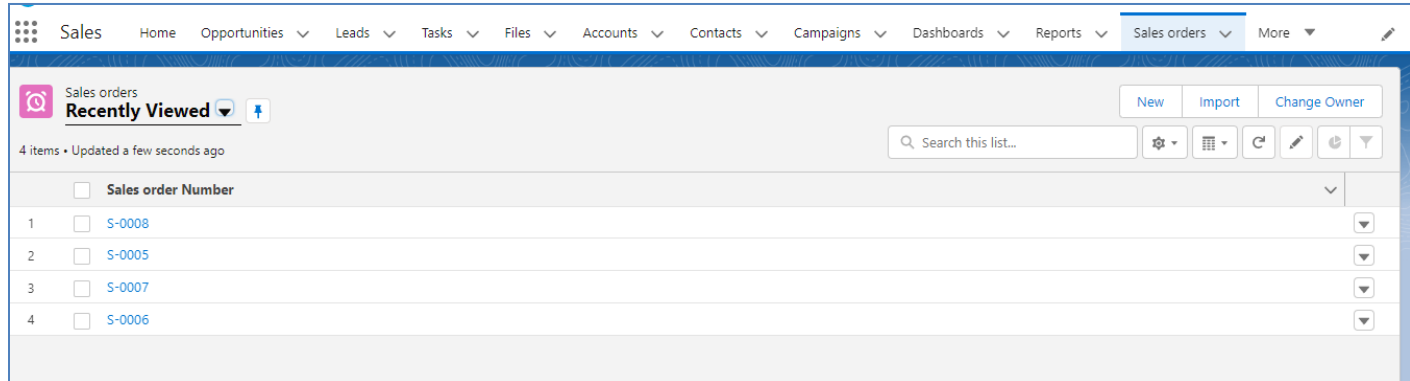 Sales Home Opportunities Leads Tasks Files Accounts Contacts Campaigns Dashboards Reports Sales orders More
Sales orders
Recently Viewed
New Import Change Owner
4 items • Updated a few seconds ago
Search this list...
Sales order Number
1 S-0008
2 S-0005
3 S-0007
4 S-0006